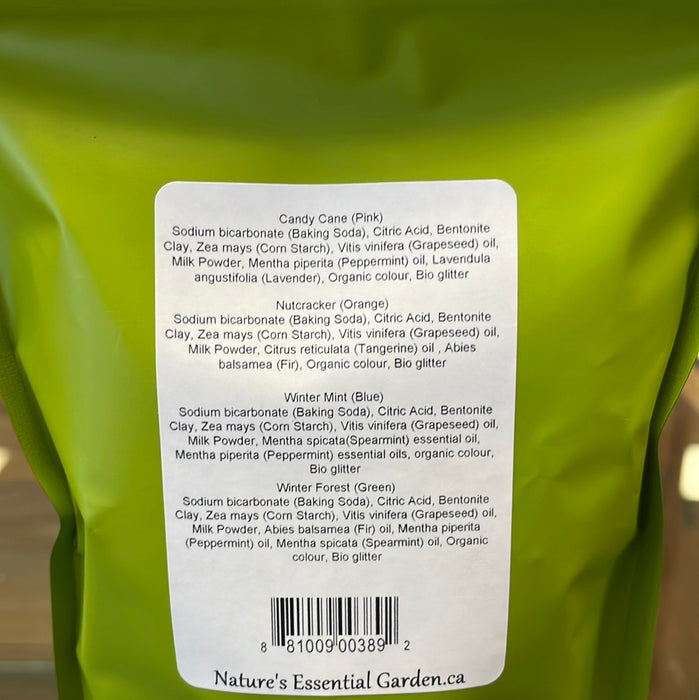 Candy Cane (Pink)
Sodium bicarbonate (Baking Soda), Citric Acid, Bentonite
Clay, Zea mays (Corn Starch), Vitis vinifera (Grapeseed) oil,
Milk Powder, Mentha piperita (Peppermint) oil, Lavendula
angustifolia (Lavender), Organic colour, Bio glitter
Nutcracker (Orange)
Sodium bicarbonate (Baking Soda), Citric Acid, Bentonite
Clay, Zea mays (Corn Starch), Vitis vinifera (Grapeseed) oil,
Milk Powder, Citrus reticulata (Tangerine) oil , Abies
balsamea (Fir), Organic colour, Bio glitter
Winter Mint (Blue)
Sodium bicarbonate (Baking Soda), Citric Acid, Bentonite
Clay, Zea mays (Corn Starch), Vitis vinifera (Grapeseed) oil,
Milk Powder, Mentha spicata(Spearmint) essential oil,
Mentha piperita (Peppermint) essential oils, organic colour,
Bio glitter
Winter Forest (Green)
Sodium bicarbonate (Baking Soda), Citric Acid, Bentonite
Clay, Zea mays (Corn Starch), Vitis vinifera (Grapeseed) oil,
Milk Powder, Abies balsamea (Fir) oil, Mentha piperita
(Peppermint) oil, Mentha spicata (Spearmint) oil, Organic
colour, Bio glitter
8 81009 00389 2
Nature's Essential Garden.ca